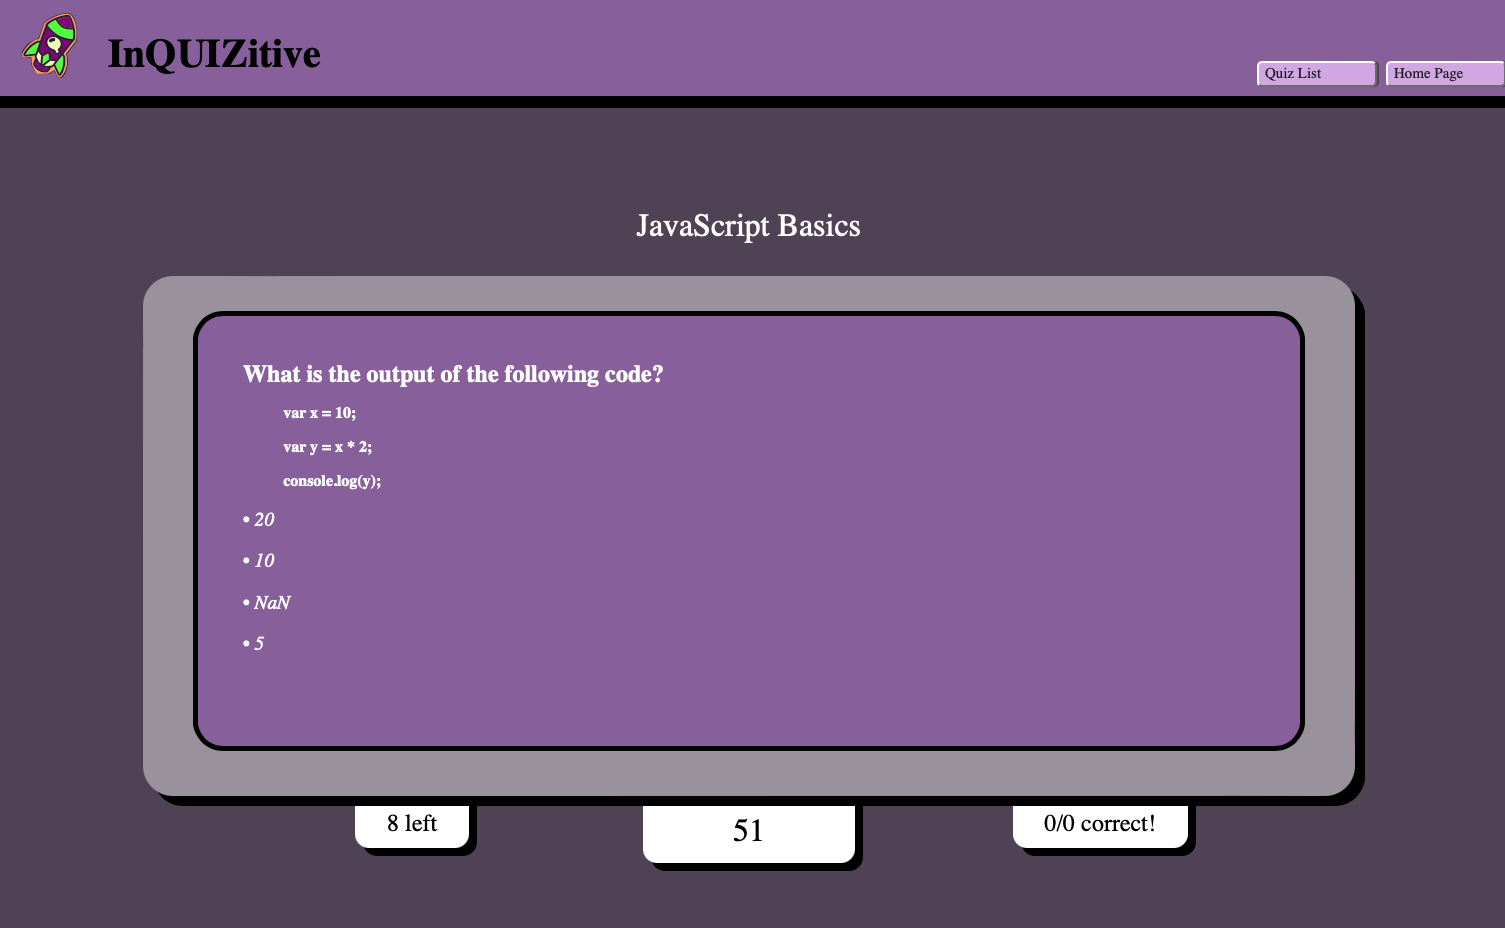 InQUIZitive
Quiz List
Home Page
JavaScript Basics
What is the output of the following code?
var x = 10;
var y = x * 2;
console.log(y);
• 20
• 10
• NaN
• 5
8 left
51
0/0 correct!